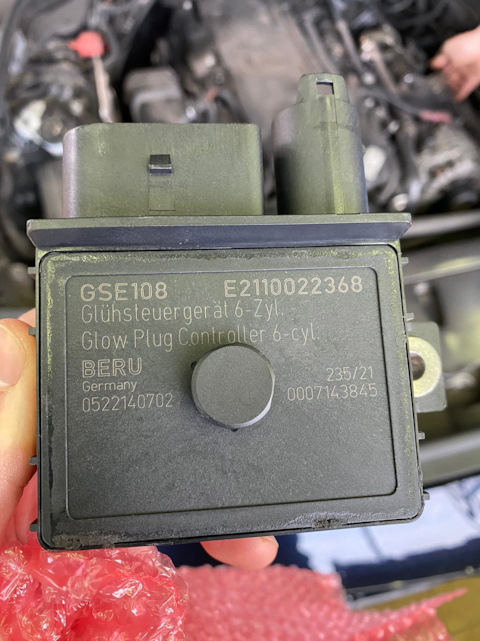 GSE108 E2110022368
Glühsteuergerät 6-Zyl.
Glow Plug Controller 6-cyl.
BERU
Germany 235/21
0522140702 0007143845